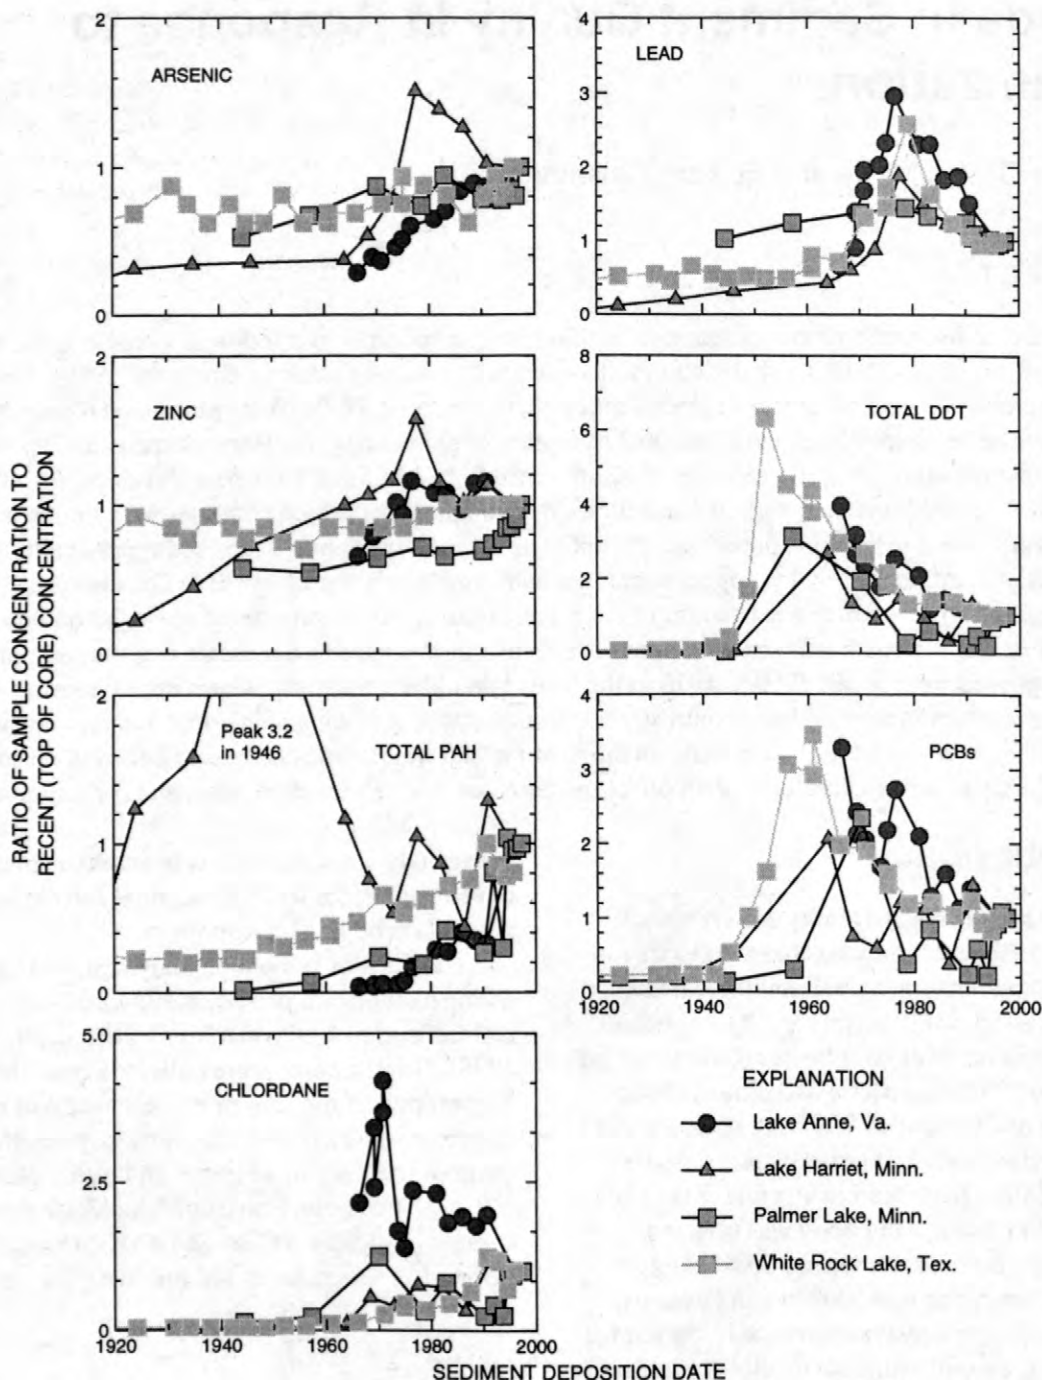 ARSENIC
2
1
0
LEAD
4
3
2
1
0
ZINC
2
1
0
TOTAL DDT
8
6
4
2
0
RATIO OF SAMPLE CONCENTRATION TO
RECENT (TOP OF CORE) CONCENTRATION
TOTAL PAH
Peak 3.2
in 1946
2
1
0
PCBs
4
3
2
1
0
1920 1940 1960 1980 2000
CHLORDANE
5.0
2.5
0
1920 1940 1960 1980 2000
SEDIMENT DEPOSITION DATE
EXPLANATION
Lake Anne, Va.
Lake Harriet, Minn.
Palmer Lake, Minn.
White Rock Lake, Tex.